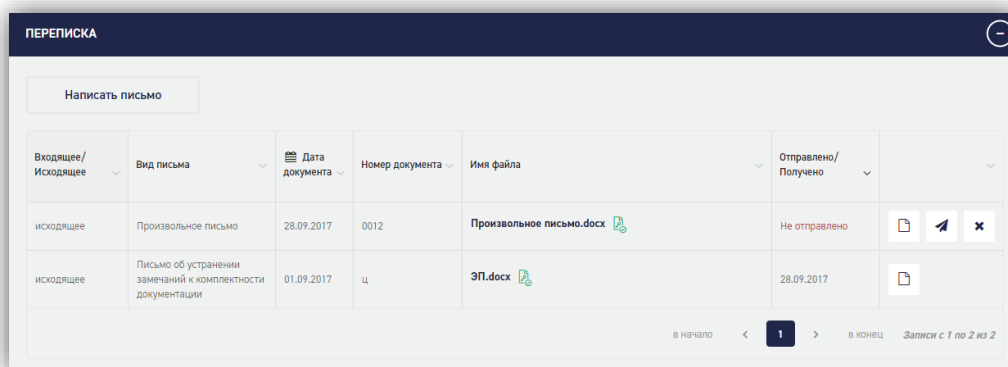 ПЕРЕПИСКА
Написать письмо
Входящее/
Исходящее
Вид письма
Дата
документа
Номер документа
Имя файла
Отправлено/
Получено
исходящее
Произвольное письмо
28.09.2017
0012
Произвольное письмо.docx
Не отправлено
исходящее
Письмо об устранении
замечаний к комплектности
документации
01.09.2017
ц
ЭП.docx
28.09.2017
в начало
1
в конец
Записи с 1 по 2 из 2